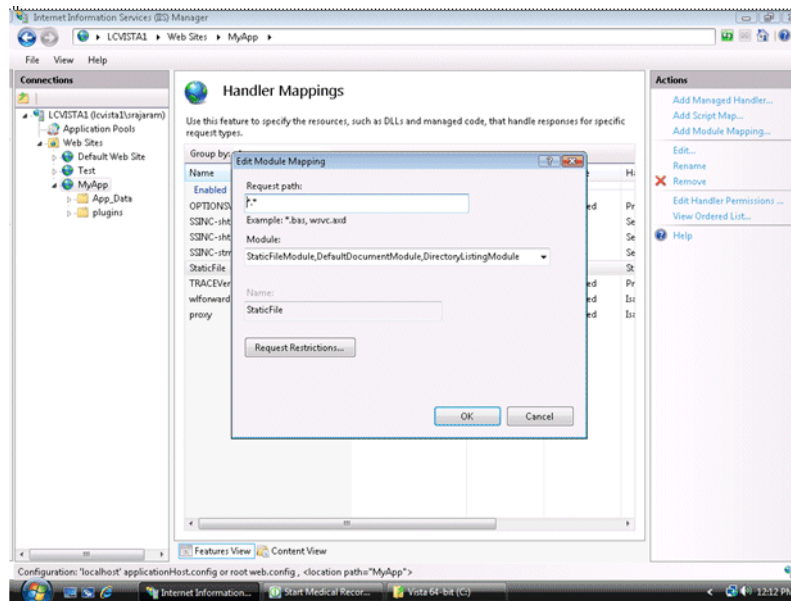 Internet Information Services (IIS) Manager
LCVISTA1 ▸ Web Sites ▸ MyApp ▸
File View Help
Connections
LCVISTA1 (lcvista1\srajaram)
Application Pools
Web Sites
Default Web Site
Test
MyApp
App_Data
plugins
Handler Mappings
Use this feature to specify the resources, such as DLLs and managed code, that handle responses for specific
request types.
Group by:
Name
Enabled
OPTIONSV
SSINC-sht
SSINC-sht
SSINC-str
StaticFile
TRACEVer
wlforward
proxy
Edit Module Mapping
Request path:
*.*
Example: *.bas, wsvc.axd
Module:
StaticFileModule,DefaultDocumentModule,DirectoryListingModule
Name:
StaticFile
Request Restrictions...
OK Cancel
Features View Content View
Actions
Add Managed Handler...
Add Script Map...
Add Module Mapping...
Edit...
Rename
Remove
Edit Handler Permissions ...
View Ordered List...
Help
Configuration: 'localhost' applicationHost.config or root web.config , <location path="MyApp">
Internet Information... Start Medical Recor... Vista 64-bit (C:) 12:12 PM